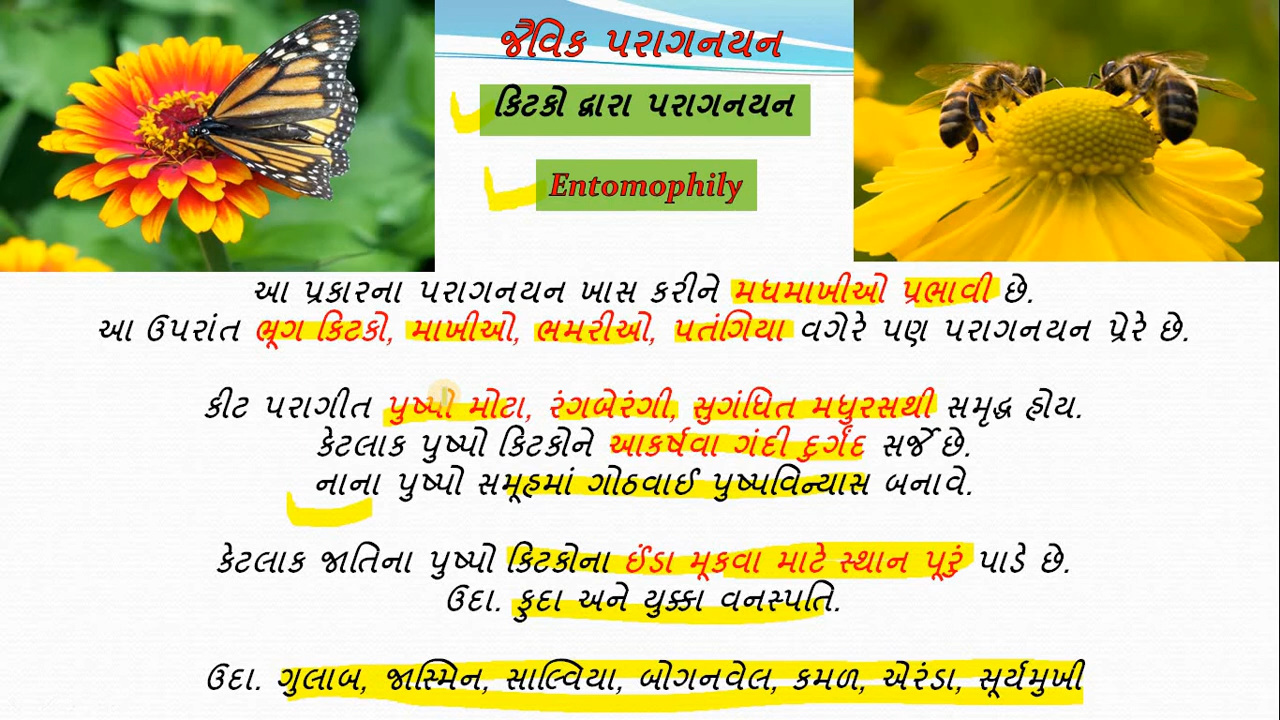 જૈવિક પરાગનયન
કિટકો દ્વારા પરાગનયન
Entomophily
આ પ્રકારના પરાગનયન ખાસ કરીને મધમાખીઓ પ્રભાવી છે.
આ ઉપરાંત ભૂગ કિટકો, માખીઓ, ભમરીઓ, પતંગિયા વગેરે પણ પરાગનયન પ્રેરે છે.
કીટ પરાગીત પુષ્પો મોટા, રંગબેરંગી, સુગંધિત મધુરસથી સમૃદ્ધ હોય.
કેટલાક પુષ્પો કિટકોને આકર્ષવા ગંદી દુર્ગંદ સર્જે છે.
નાના પુષ્પો સમૂહમાં ગોઠવાઈ પુષ્પવિન્યાસ બનાવે.
કેટલાક જાતિના પુષ્પો કિટકોના ઈંડા મૂકવા માટે સ્થાન પૂરું પાડે છે.
ઉદા. ફુદા અને યુક્કા વનસ્પતિ.
ઉદા. ગુલાબ, જાસ્મિન, સાલ્વિયા, બોગનવેલ, કમળ, એરંડા, સૂર્યમુખી